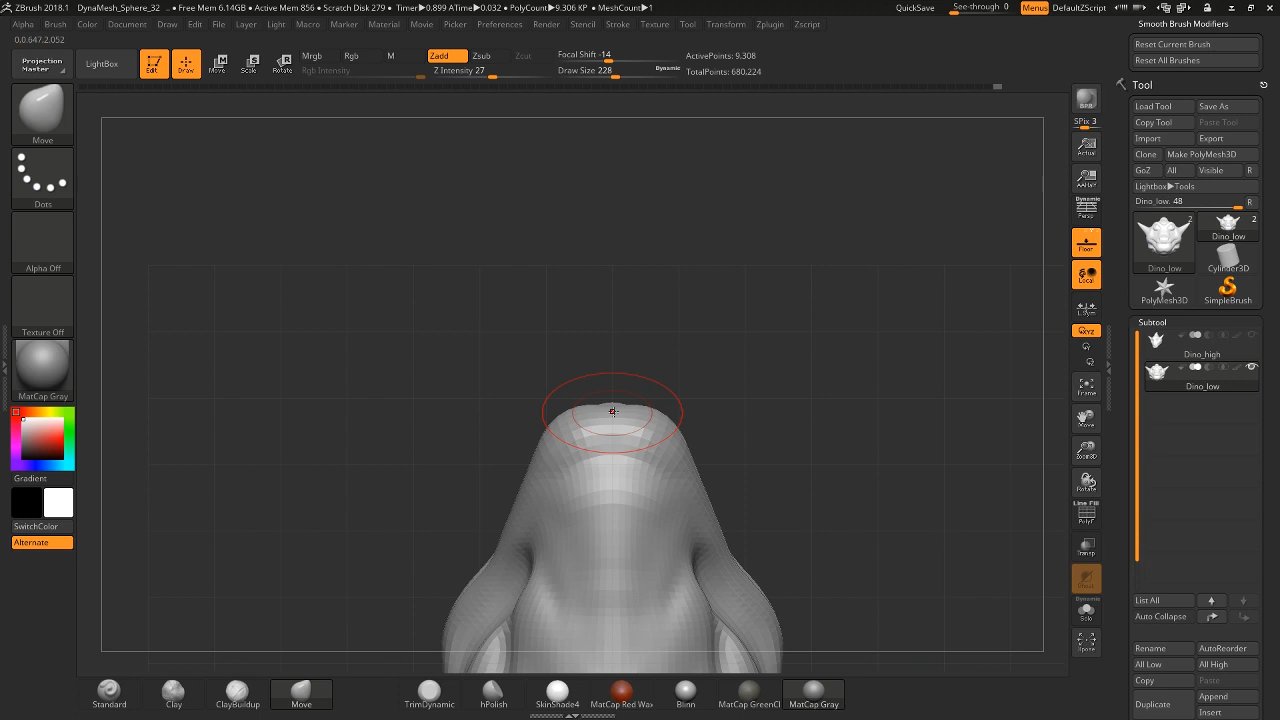 ZBrush 2018.1 DynaMesh_Sphere_32 .. • Free Mem 6.14GB • Active Mem 856 • Scratch Disk 279 • Timer▶0.899 ATime▶0.032 • PolyCount▶9.306 KP • MeshCount▶1 QuickSave See-through 0 Menus DefaultZScript
Alpha Brush Color Document Draw Edit File Layer Light Macro Marker Material Movie Picker Preferences Render Stencil Stroke Texture Tool Transform Zplugin Zscript
0.0.647.2.052
Projection Master
LightBox
Edit
Draw
Move
Scale
Rotate
Mrgb Rgb M
Rgb Intensity
Zadd Zsub Zcut
Z Intensity 27
Focal Shift -14
Draw Size 228
Dynamic
ActivePoints: 9.308
TotalPoints: 680.224
Move
Dots
Alpha Off
Texture Off
MatCap Gray
Gradient
SwitchColor
Alternate
BPR
SPix 3
Actual
AAHalf
Dynamic
Persp
Floor
Local
L.Sym
XYZ
Frame
Move
Zoom3D
Rotate
Line Fill
PolyF
Transp
Dynamic
Solo
Xpose
Smooth Brush Modifiers
Reset Current Brush
Reset All Brushes
Tool
Load Tool Save As
Copy Tool Paste Tool
Import Export
Clone Make PolyMesh3D
GoZ All Visible R
Lightbox▶Tools
Dino_low. 48 R
2
Dino_low
2
Dino_low
Cylinder3D
PolyMesh3D
SimpleBrush
Subtool
Dino_high
Dino_low
List All
Auto Collapse
Rename AutoReorder
All Low All High
Copy Paste
Duplicate
Append
Insert
Standard Clay ClayBuildup Move TrimDynamic hPolish SkinShade4 MatCap Red Wax Blinn MatCap GreenCl MatCap Gray